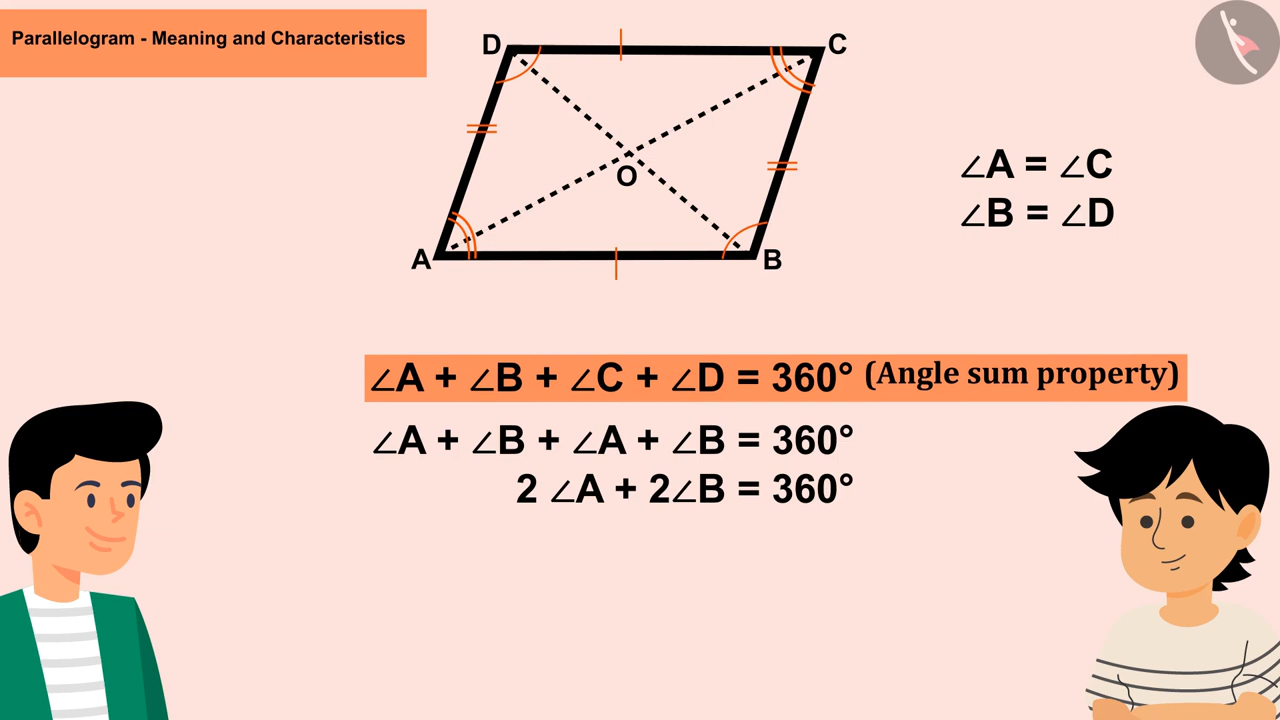 Parallelogram - Meaning and Characteristics
D
C
O
A
B
∠A = ∠C
∠B = ∠D
∠A + ∠B + ∠C + ∠D = 360° (Angle sum property)
∠A + ∠B + ∠A + ∠B = 360°
2 ∠A + 2∠B = 360°